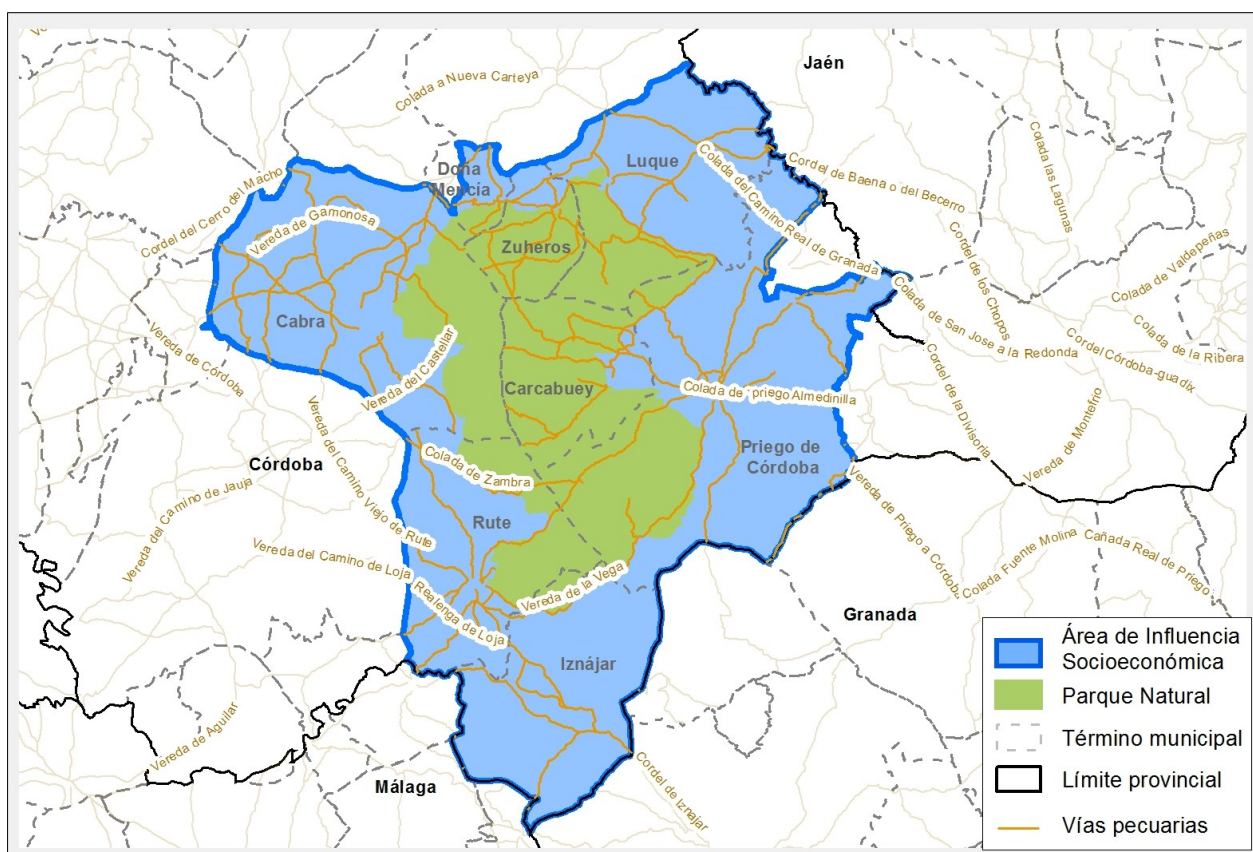 Jaén
Colada a Nueva Carteya
Luque
Doña
Mencía
Colada las Lagunas
Cordel de Baena o del Becerro
Cordel del Cerro del Macho
Colada del Camino Real de Granada
Vereda de Gamonosa
Zuheros
Cordel de los Chopos
Colada de Valdepeñas
Cabra
Colada de San Jose a la Redonda
Colada de la Ribera
Cordel Córdoba-guadix
Vereda de Córdoba
Vereda del Castellar
Carcabuey
Colada de priego Almedinilla
Cordel de la Divisoria
Vereda de Montefrio
Priego de
Córdoba
Córdoba
Colada de Zambra
Vereda del Camino de Jauja
Vereda del Camino Viejo de Rute
Rute
Vereda de Priego a Córdoba
Colada Fuente Molina
Cañada Real de Priego
Vereda del Camino de Loja
Realenga de Loja
Vereda de la Vega
Granada
Iznájar
Vereda de Aguilar
Málaga
Cordel de Iznajar
Área de Influencia
Socioeconómica
Parque Natural
Término municipal
Límite provincial
Vías pecuarias